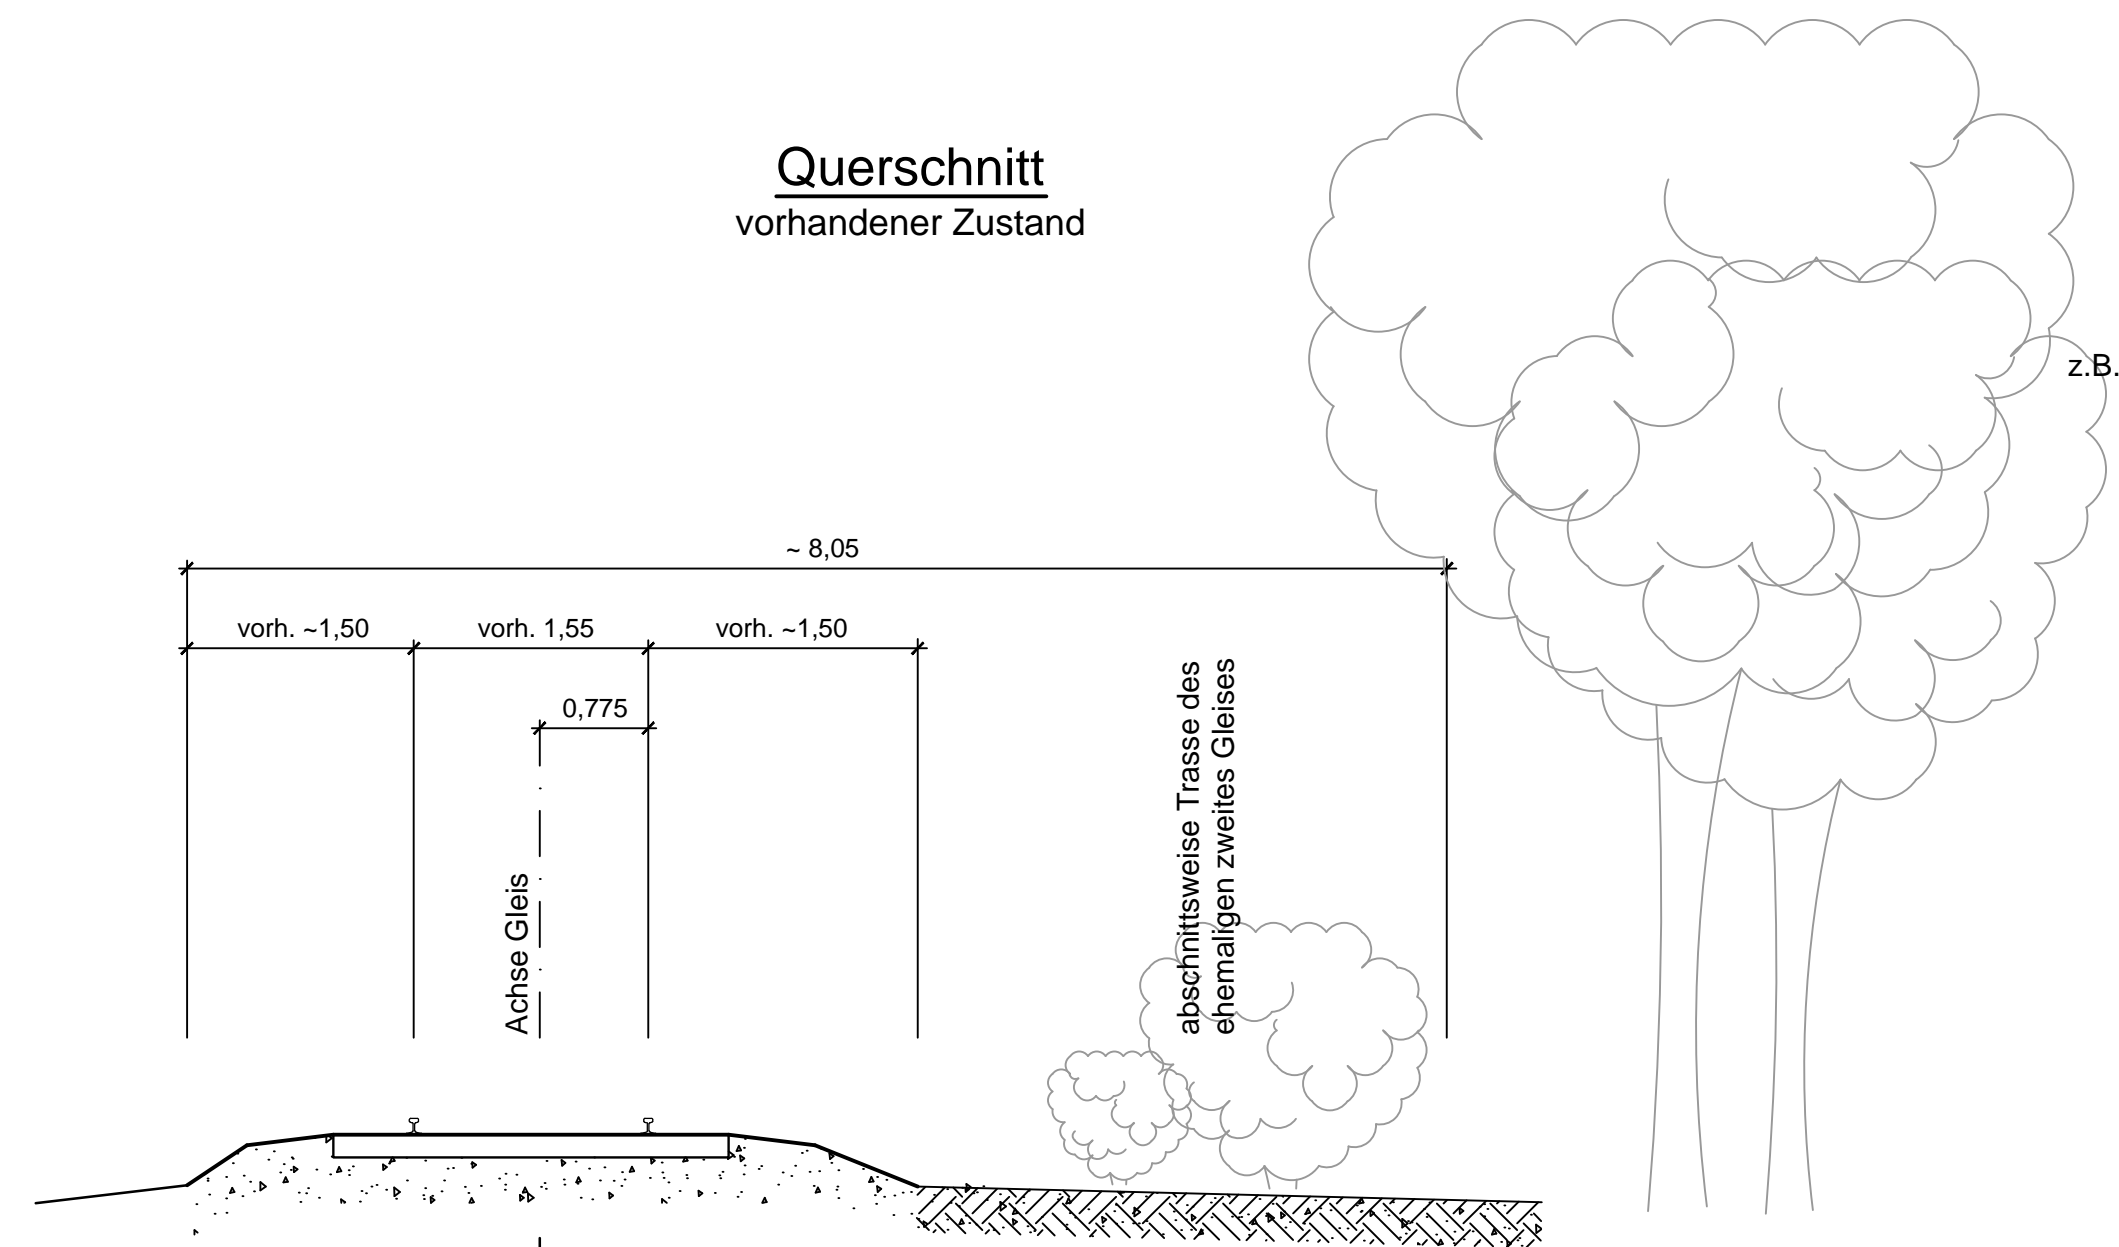 Querschnitt
vorhandener Zustand
z.B.
~ 8,05
vorh. ~1,50
vorh. 1,55
vorh. ~1,50
0,775
Achse Gleis
abschnittsweise Trasse des
ehemaligen zweites Gleises